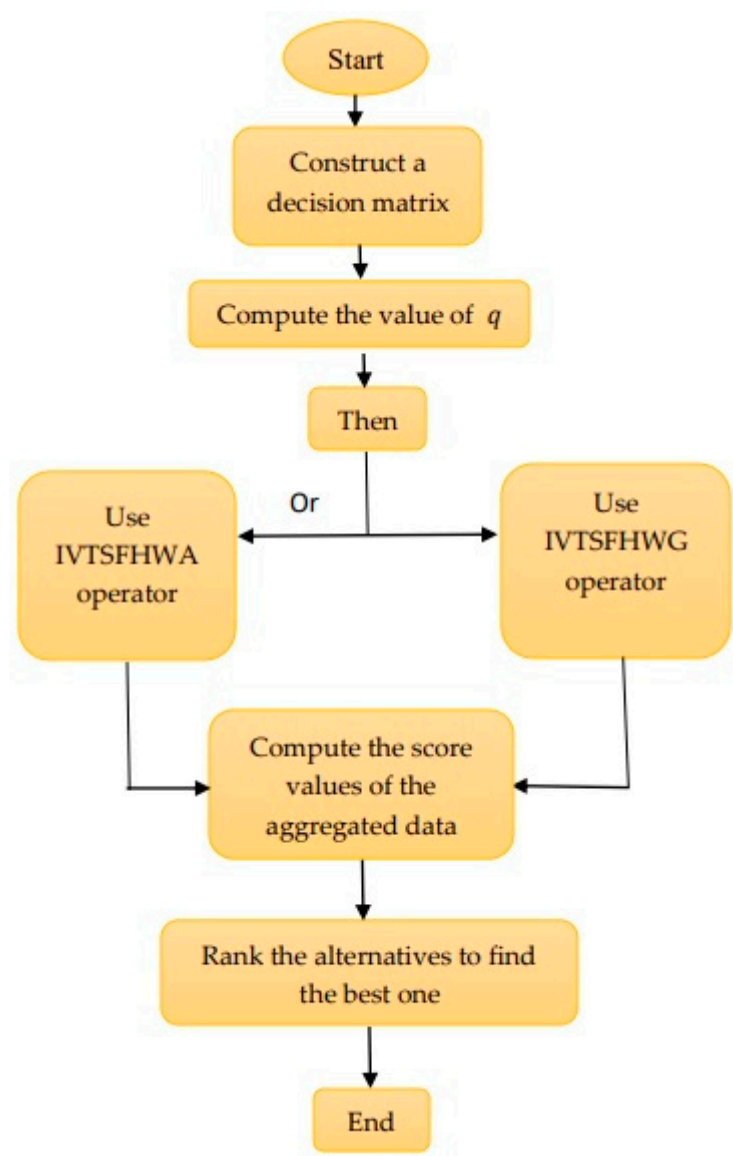 Start
Construct a
decision matrix
Compute the value of q
Then
Or
Use
IVTSFHWA
operator
Use
IVTSFHWG
operator
Compute the score
values of the
aggregated data
Rank the alternatives to find
the best one
End